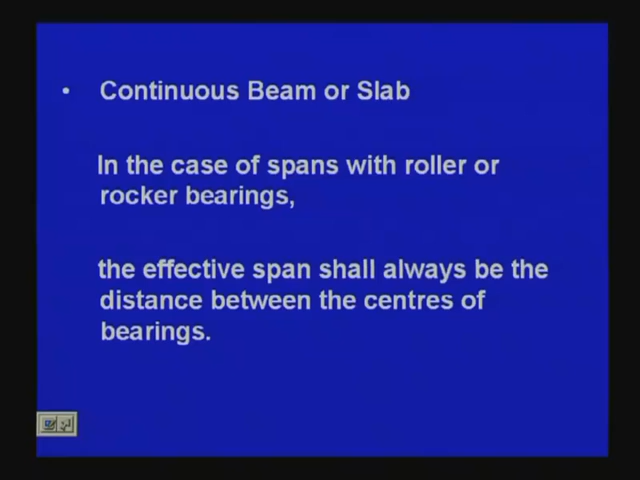 • Continuous Beam or Slab
In the case of spans with roller or
rocker bearings,
the effective span shall always be the
distance between the centres of
bearings.